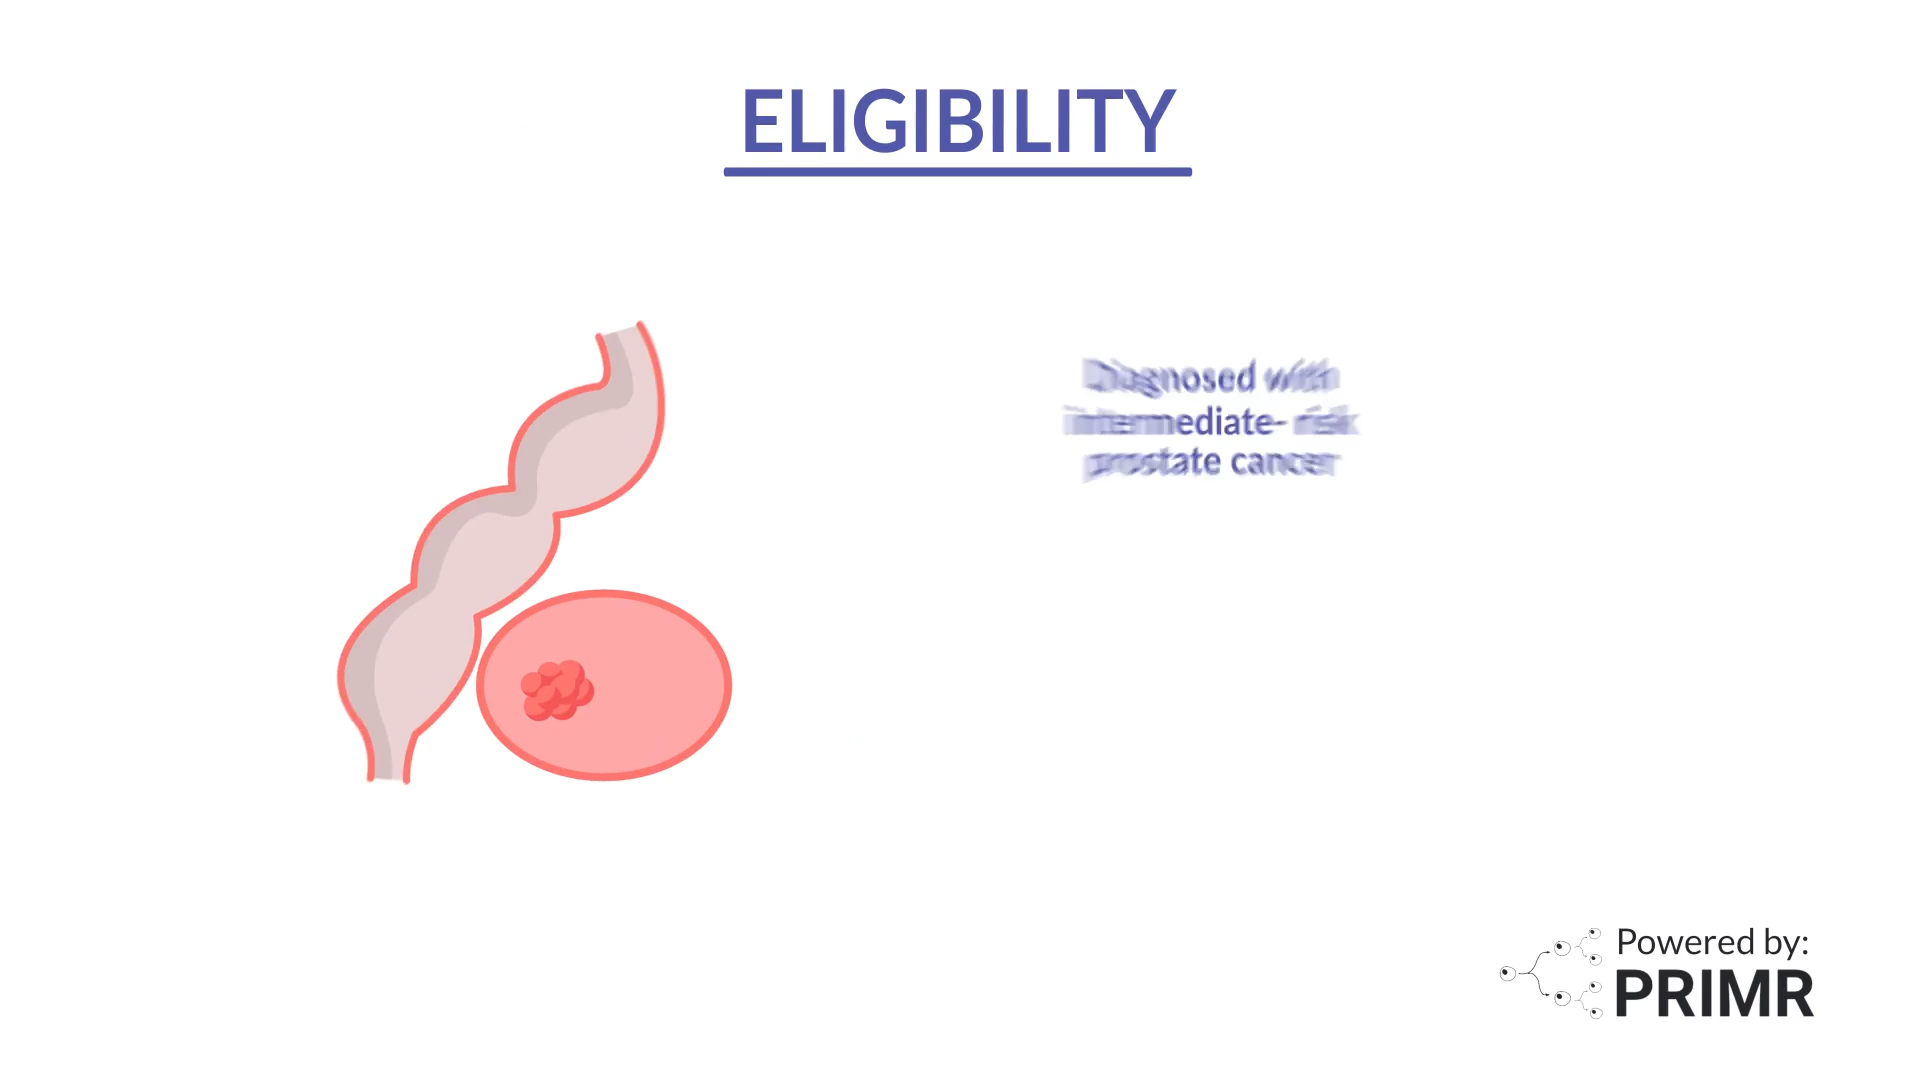 ELIGIBILITY
Diagnosed with
intermediate- risk
prostate cancer
Powered by:
PRIMR